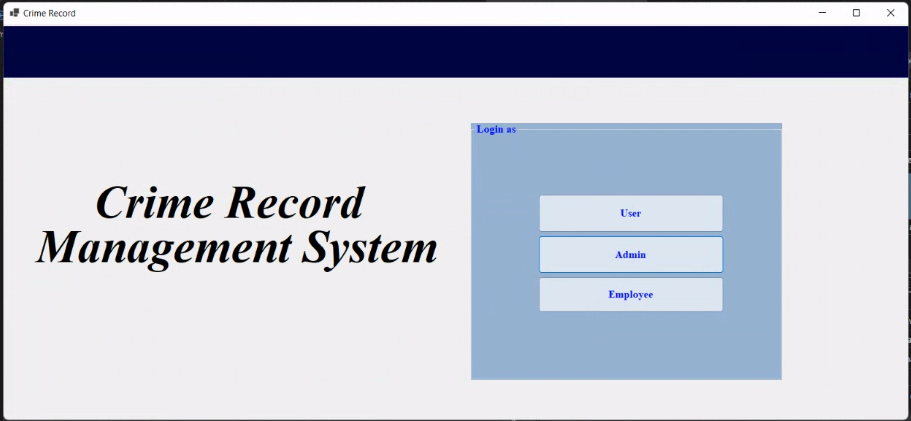 Crime Record
Login as
Crime Record
Management System
User
Admin
Employee